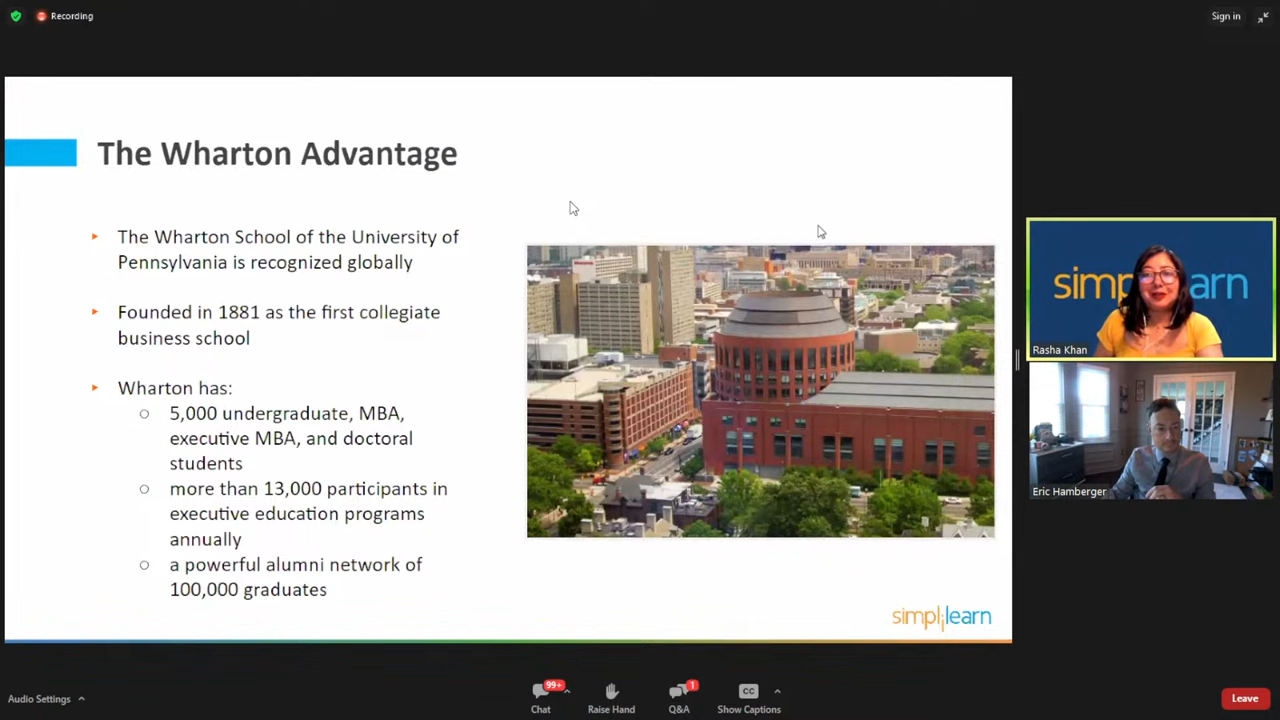 Recording
Sign in
The Wharton Advantage
The Wharton School of the University of
Pennsylvania is recognized globally
Founded in 1881 as the first collegiate
business school
Wharton has:
5,000 undergraduate, MBA,
executive MBA, and doctoral
students
more than 13,000 participants in
executive education programs
annually
a powerful alumni network of
100,000 graduates
simplilearn
simp earn
Rasha Khan
Eric Hamberger
Audio Settings
99+
Chat
Raise Hand
1
Q&A
CC
Show Captions
Leave